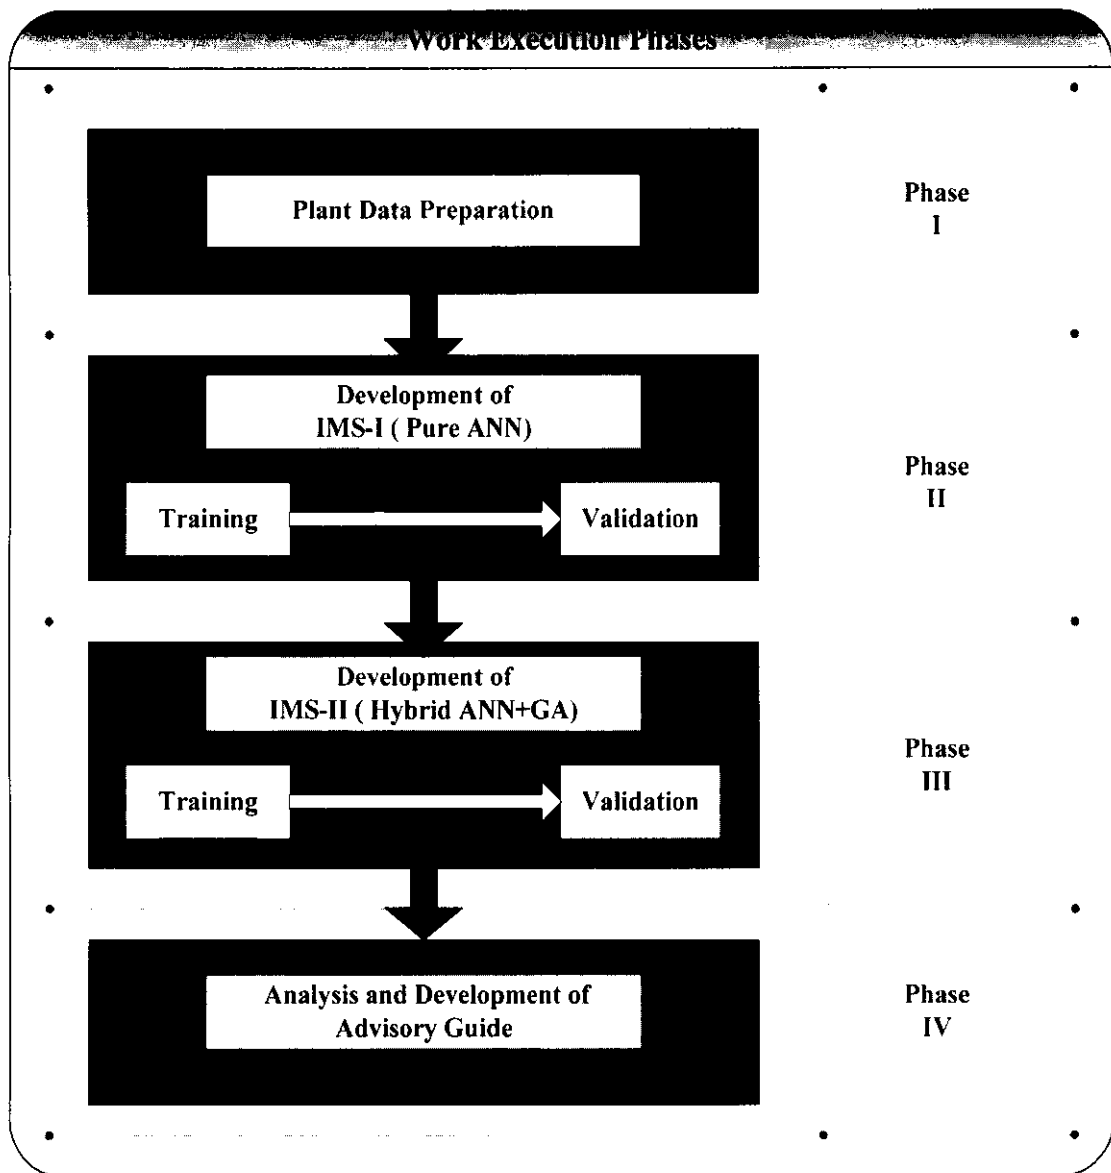 Work Execution Phases
Plant Data Preparation
Phase
I
Development of
IMS-I ( Pure ANN)
Training
Validation
Phase
II
Development of
IMS-II ( Hybrid ANN+GA)
Training
Validation
Phase
III
Analysis and Development of
Advisory Guide
Phase
IV